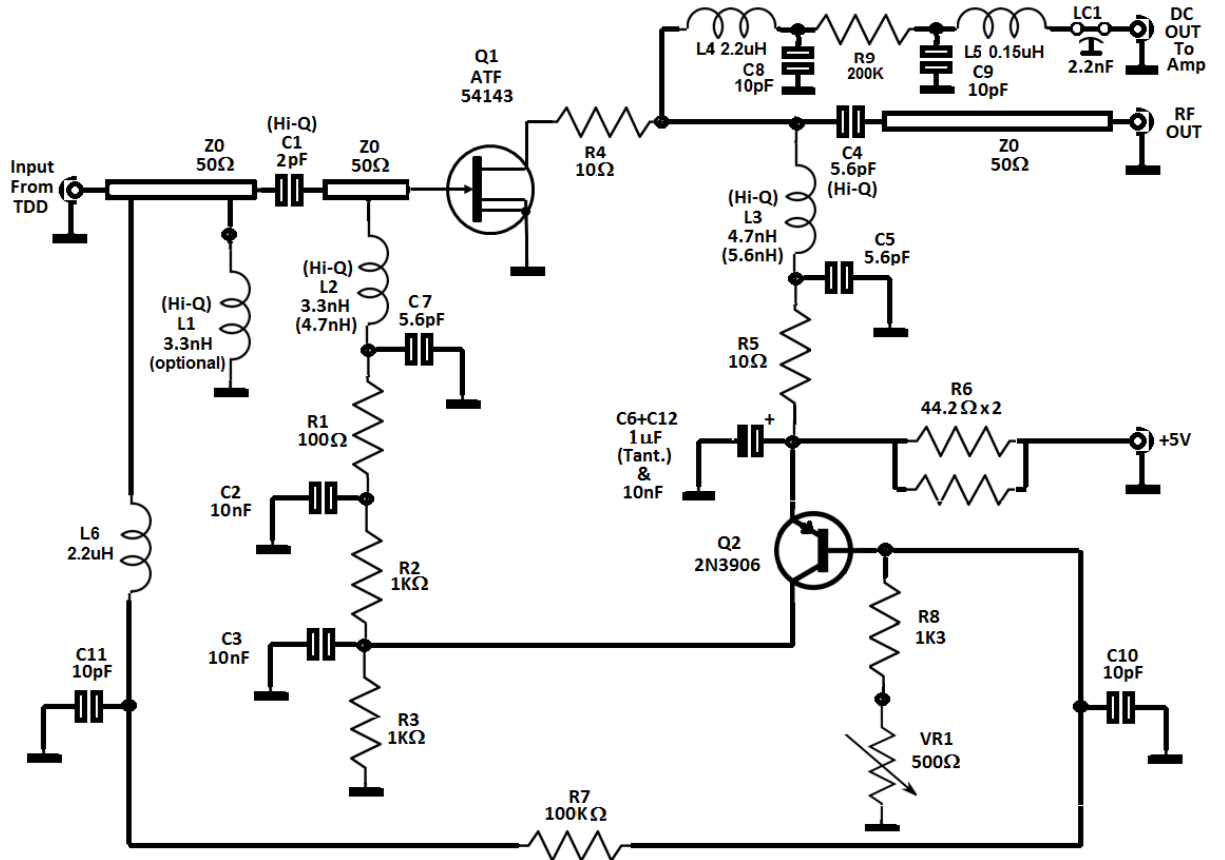 L4 2.2uH
C8
10pF
R9
200K
L5 0.15uH
C9
10pF
LC1
2.2nF
DC
OUT
To
Amp
Q1
ATF
54143
R4
10Ω
C4
5.6pF
(Hi-Q)
Z0
50Ω
RF
OUT
Input
From
TDD
Z0
50Ω
(Hi-Q)
C1
2pF
Z0
50Ω
(Hi-Q)
L1
3.3nH
(optional)
(Hi-Q)
L2
3.3nH
(4.7nH)
C7
5.6pF
(Hi-Q)
L3
4.7nH
(5.6nH)
C5
5.6pF
R5
10Ω
R1
100Ω
C6+C12
1uF
(Tant.)
&
10nF
+
R6
44.2Ωx2
+5V
C2
10nF
L6
2.2uH
R2
1KΩ
Q2
2N3906
R8
1K3
C3
10nF
C11
10pF
C10
10pF
R3
1KΩ
VR1
500Ω
R7
100KΩ